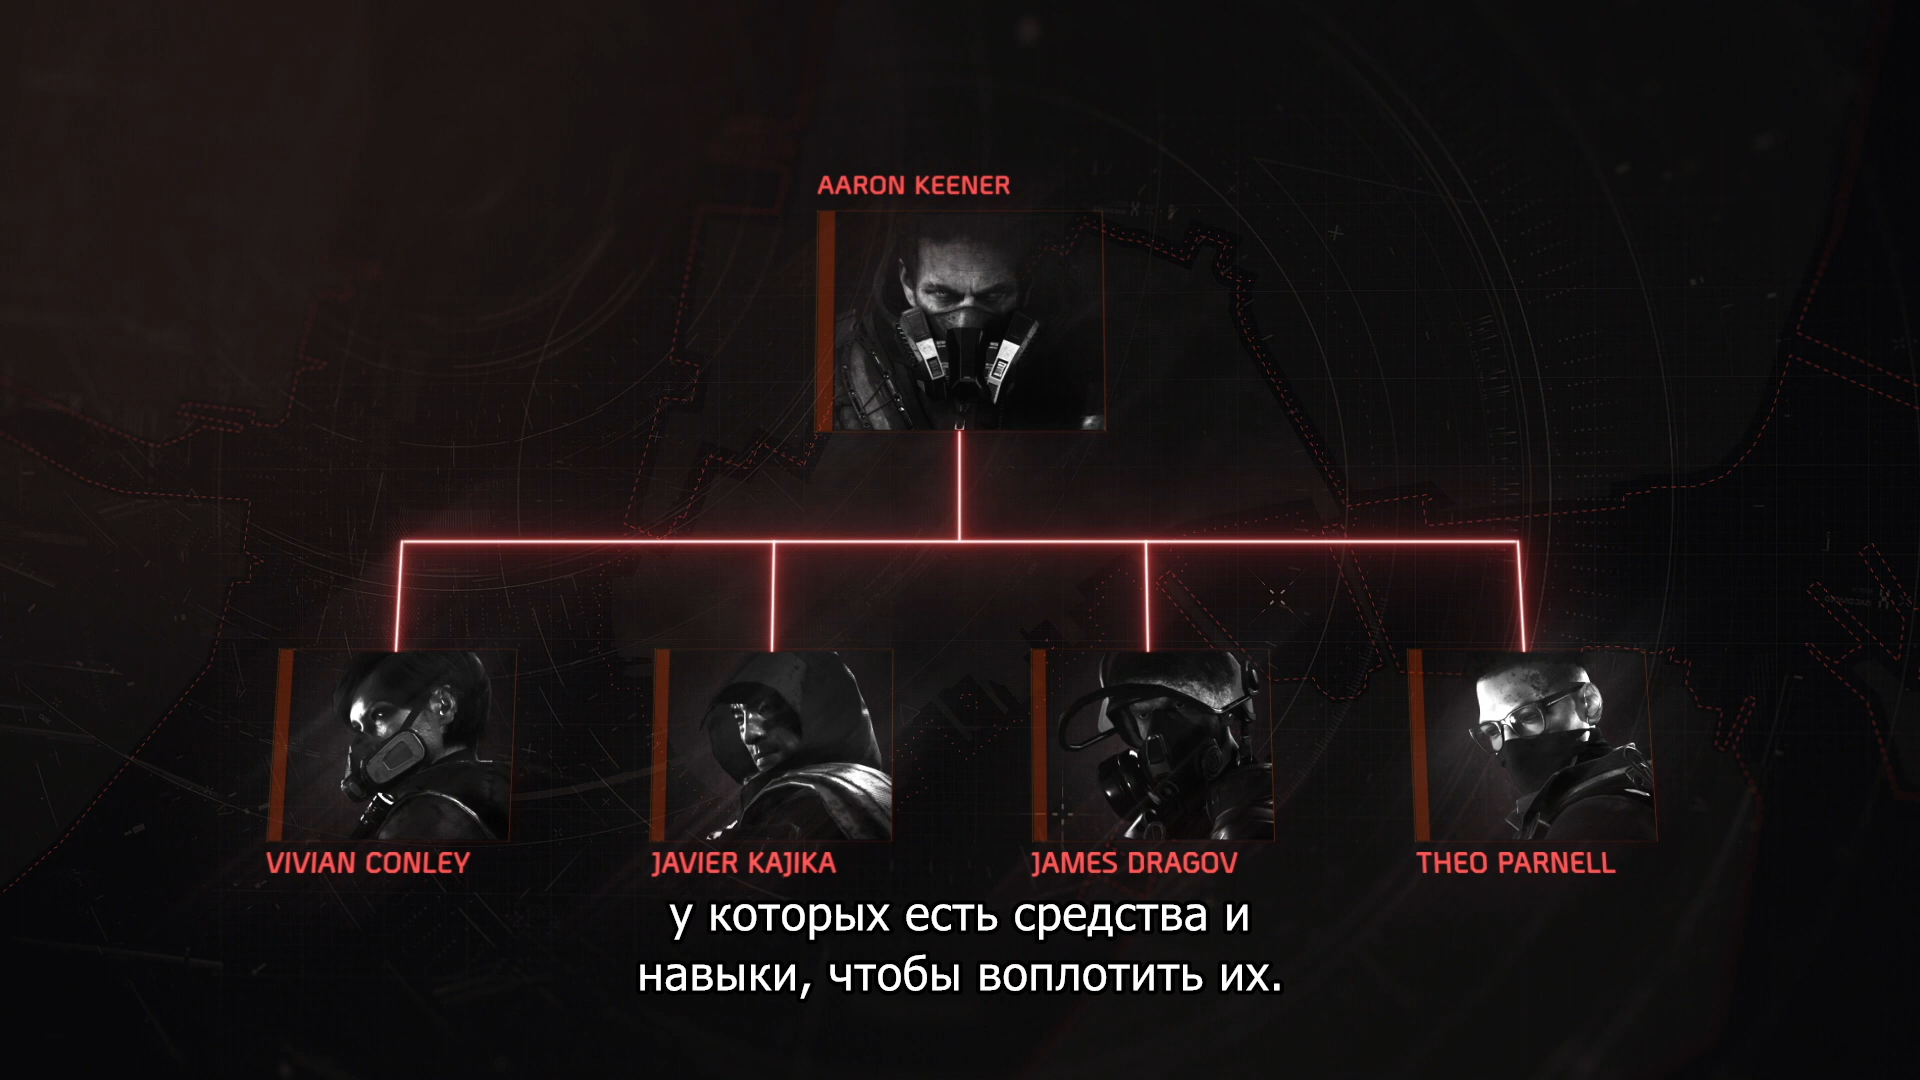 AARON KEENER
VIVIAN CONLEY
JAVIER KAJIKA
JAMES DRAGOV
THEO PARNELL
у которых есть средства и
навыки, чтобы воплотить их.